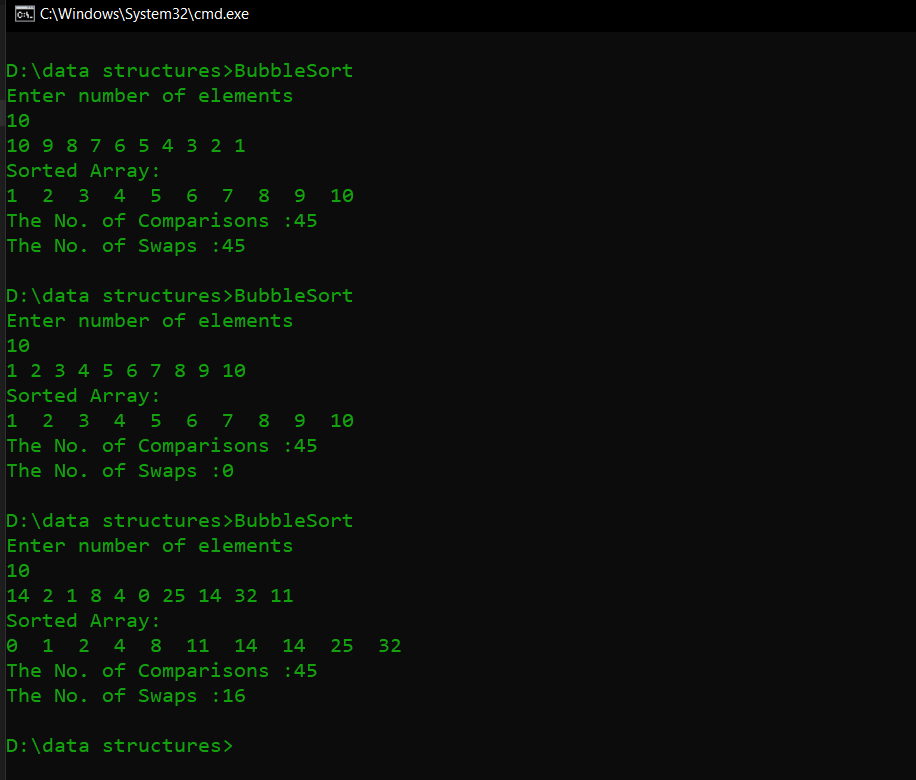 C:\Windows\System32\cmd.exe
D:\data structures>BubbleSort
Enter number of elements
10
10 9 8 7 6 5 4 3 2 1
Sorted Array:
1  2  3  4  5  6  7  8  9  10
The No. of Comparisons :45
The No. of Swaps :45
D:\data structures>BubbleSort
Enter number of elements
10
1 2 3 4 5 6 7 8 9 10
Sorted Array:
1  2  3  4  5  6  7  8  9  10
The No. of Comparisons :45
The No. of Swaps :0
D:\data structures>BubbleSort
Enter number of elements
10
14 2 1 8 4 0 25 14 32 11
Sorted Array:
0  1  2  4  8  11  14  14  25  32
The No. of Comparisons :45
The No. of Swaps :16
D:\data structures>